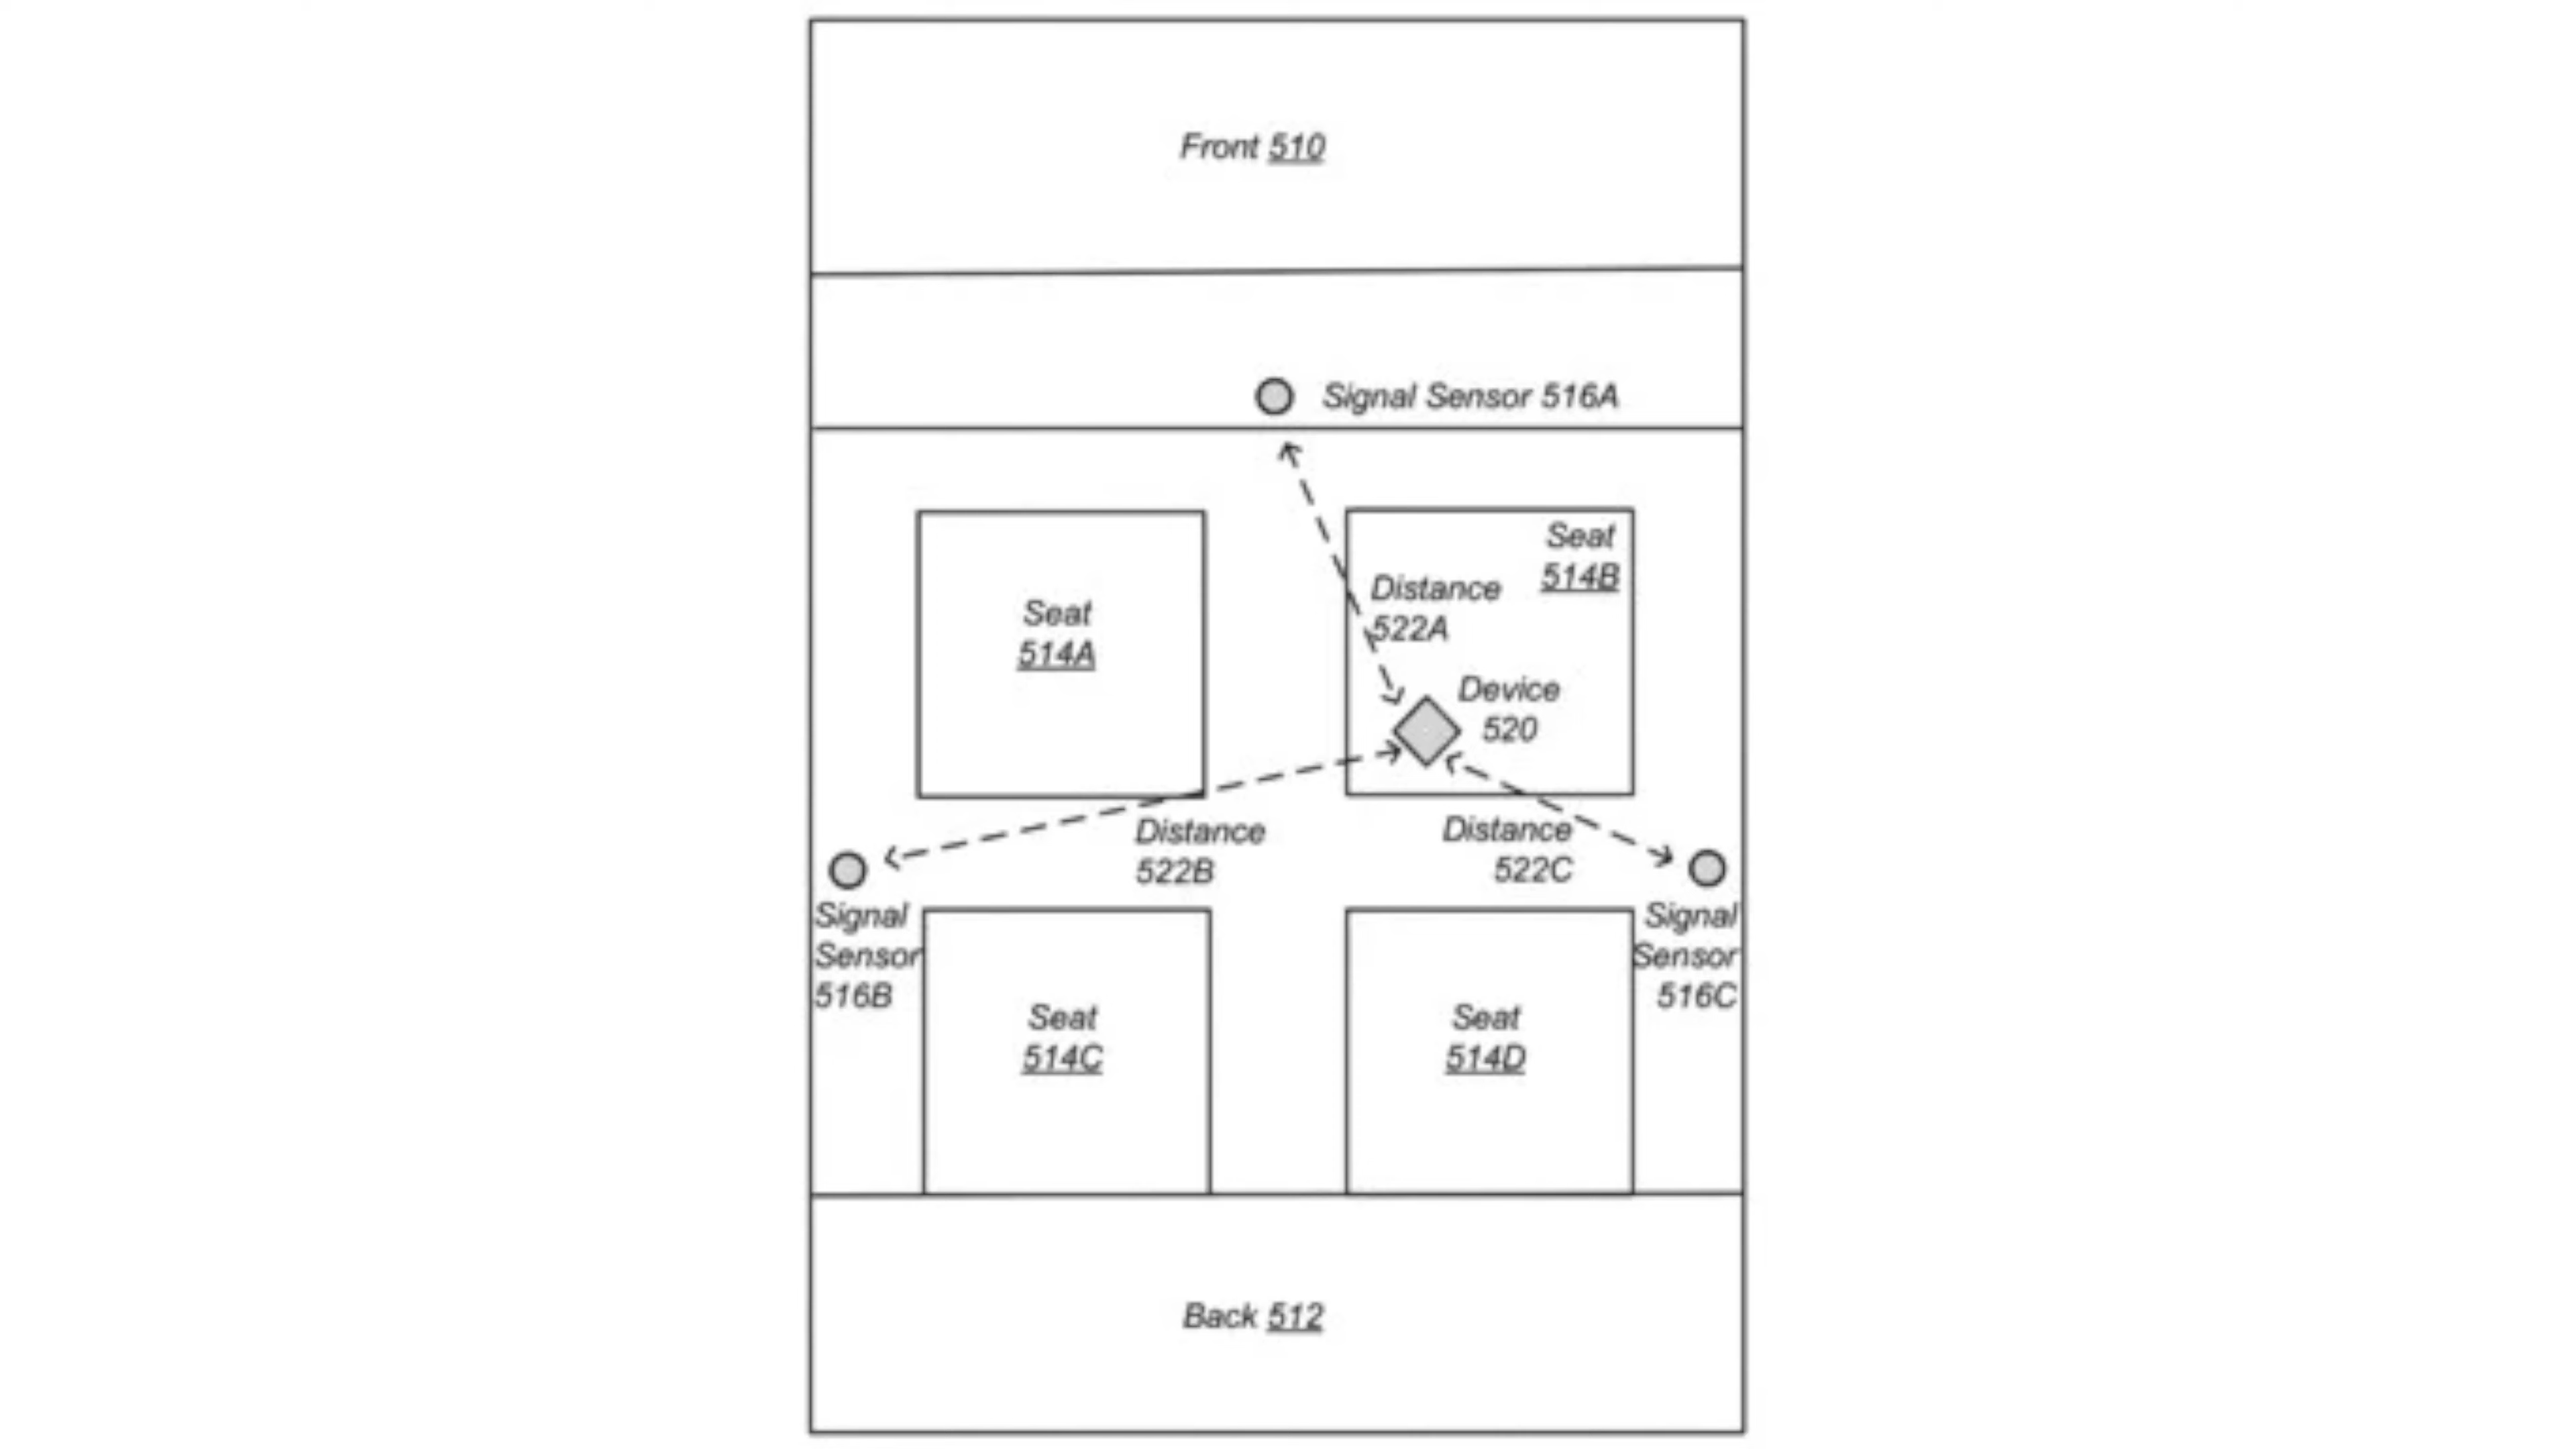 Front 510
Signal Sensor 516A
Seat
514B
Distance
522A
Seat
514A
Device
520
Distance
522B
Distance
522C
Signal
Sensor
516B
Signal
Sensor
516C
Seat
514C
Seat
514D
Back 512